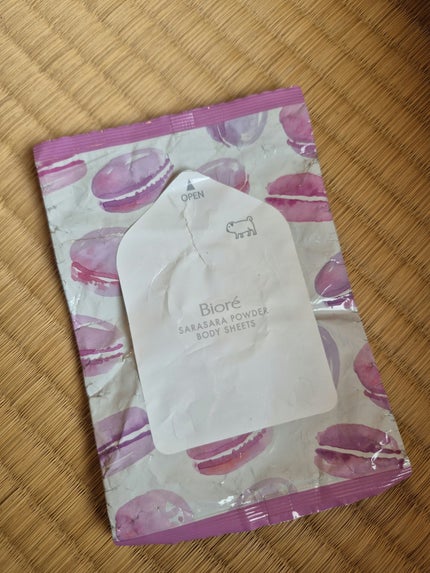 OPEN
Bioré
SARASARA POWDER
BODY SHEETS